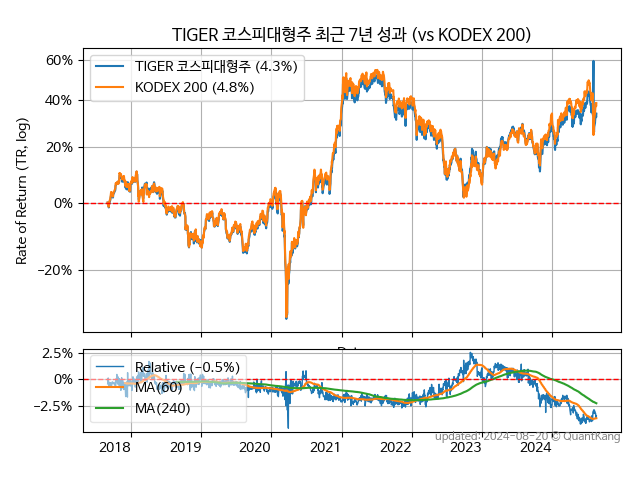 TIGER 코스피대형주 최근 7년 성과 (vs KODEX 200)
Rate of Return (TR, log)
60%
40%
20%
0%
−20%
TIGER 코스피대형주 (4.3%)
KODEX 200 (4.8%)
2.5%
0%
−2.5%
Relative (−0.5%)
MA(60)
MA(240)
2018 2019 2020 2021 2022 2023 2024
updated: 2024-08-20 © QuantKang